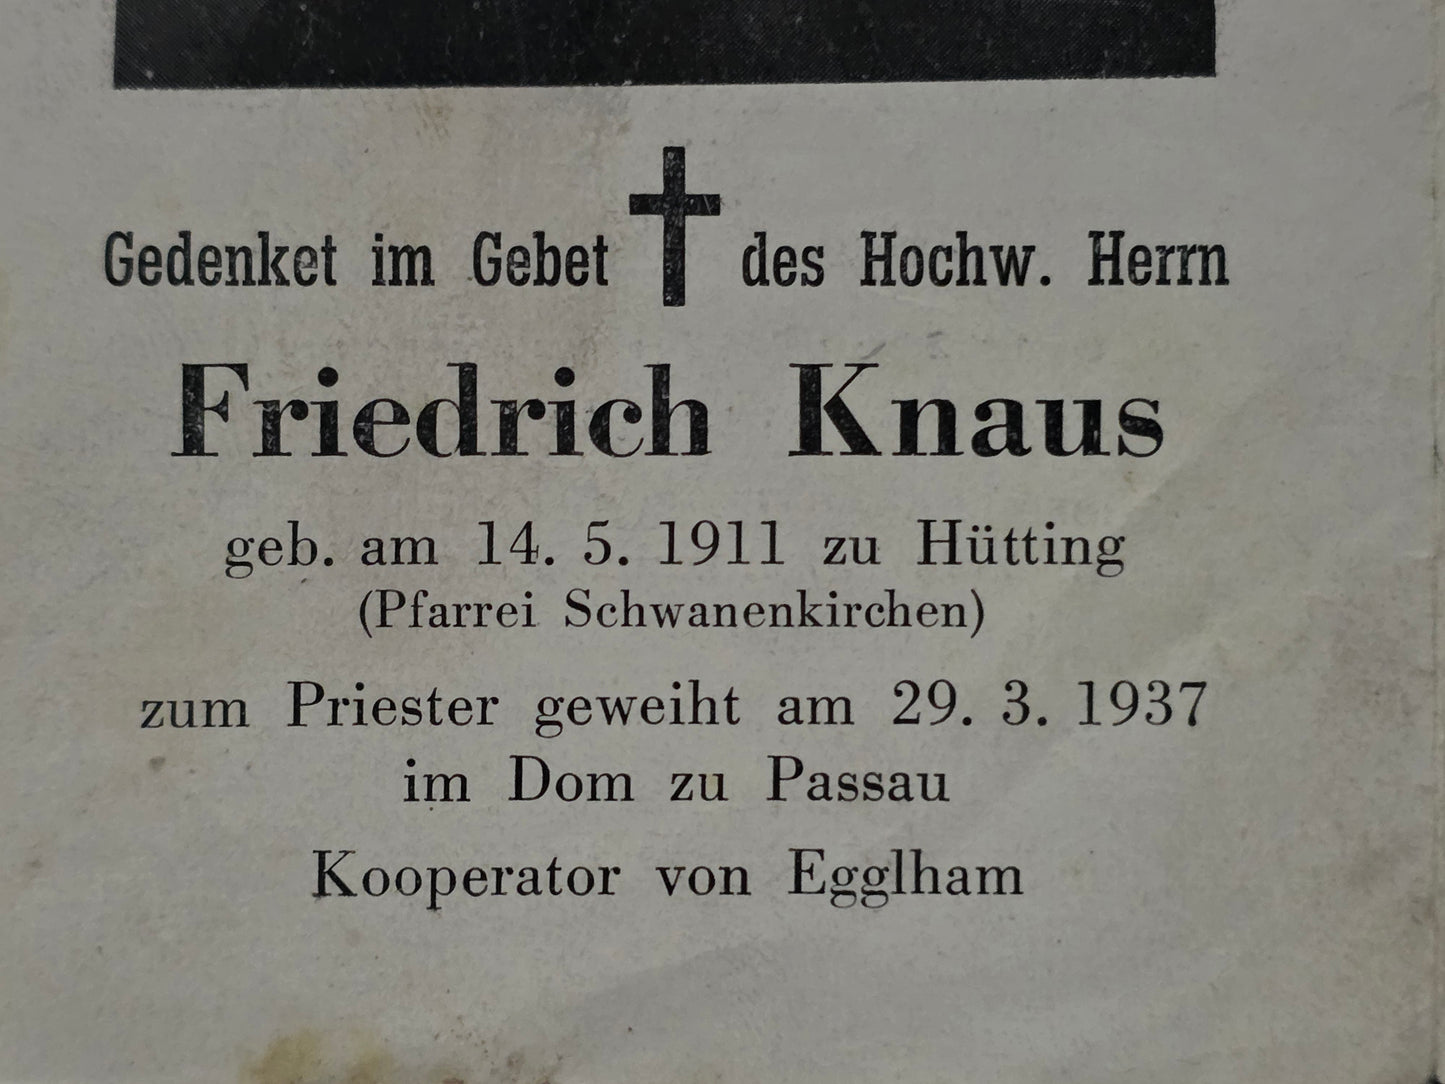 Gedenket im Gebet des Hochw. Herrn
Friedrich Knaus
geb. am 14. 5. 1911 zu Hütting
(Pfarrei Schwanenkirchen)
zum Priester geweiht am 29. 3. 1937
im Dom zu Passau
Kooperator von Egglham